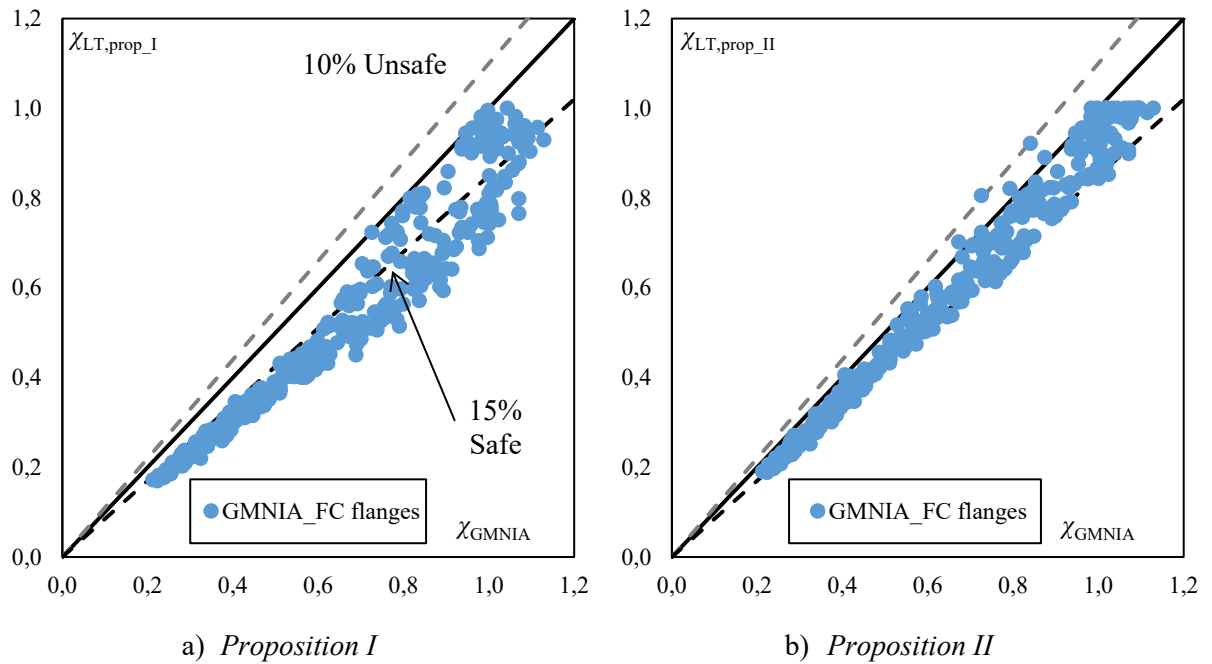 1,2
χLT,prop_I
10% Unsafe
1,0
0,8
0,6
0,4
15%
Safe
0,2
GMNIA_FC flanges
χGMNIA
0,0
0,0 0,2 0,4 0,6 0,8 1,0 1,2
a) Proposition I
1,2
χLT,prop_II
1,0
0,8
0,6
0,4
0,2
GMNIA_FC flanges
χGMNIA
0,0
0,0 0,2 0,4 0,6 0,8 1,0 1,2
b) Proposition II